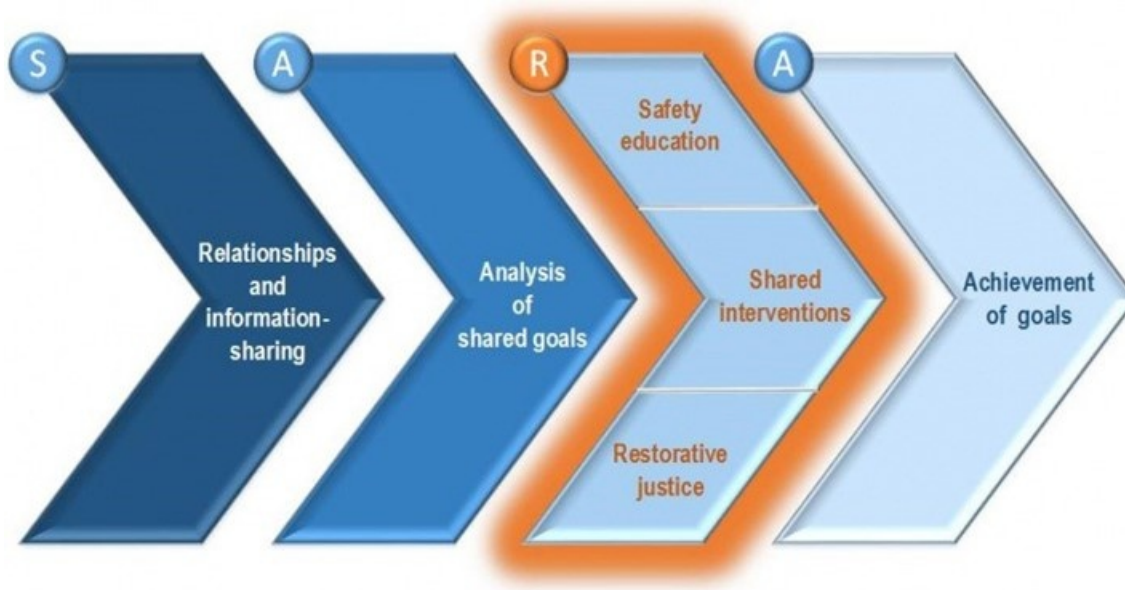 S
Relationships
and
information-
sharing
A
Analysis
of
shared goals
R
Safety
education
Shared
interventions
Restorative
justice
A
Achievement
of goals